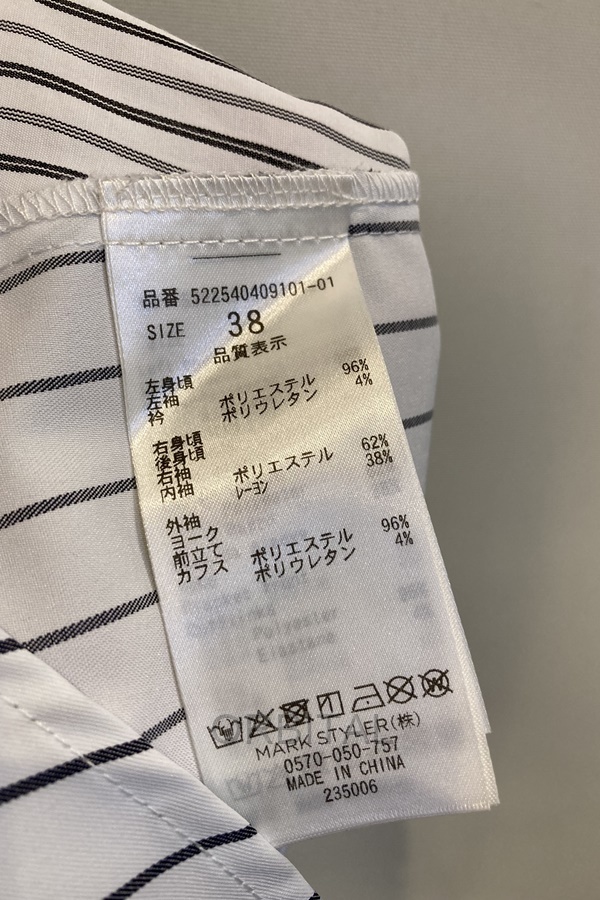 品番 522540409101-01
SIZE 38
品質表示
左身頃
左袖
衿
ポリエステル 96%
ポリウレタン 4%
右身頃
後身頃
右袖
内袖
ポリエステル 62%
レーヨン 38%
外袖
ヨーク
前立て
カフス
ポリエステル 96%
ポリウレタン 4%
Polyester
Elastane
MARK STYLER(株)
0570-050-757
MADE IN CHINA
235006